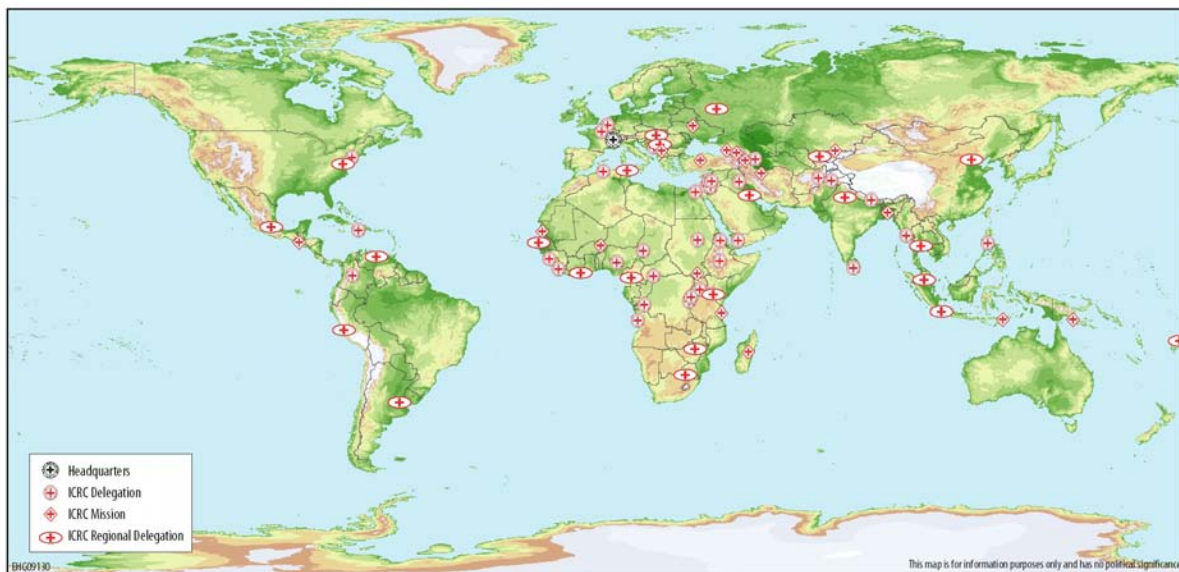 Headquarters
ICRC Delegation
ICRC Mission
ICRC Regional Delegation
EHG09130
This map is for information purposes only and has no political significance